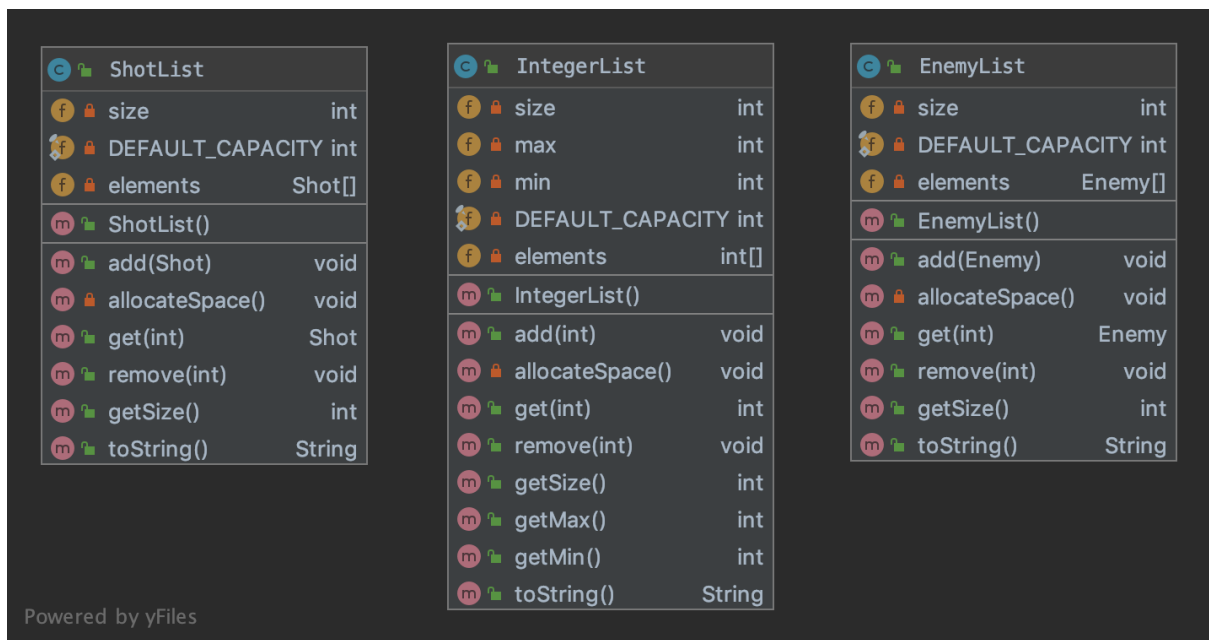 ShotList
size int
DEFAULT_CAPACITY int
elements Shot[]
ShotList()
add(Shot) void
allocateSpace() void
get(int) Shot
remove(int) void
getSize() int
toString() String
IntegerList
size int
max int
min int
DEFAULT_CAPACITY int
elements int[]
IntegerList()
add(int) void
allocateSpace() void
get(int) int
remove(int) void
getSize() int
getMax() int
getMin() int
toString() String
EnemyList
size int
DEFAULT_CAPACITY int
elements Enemy[]
EnemyList()
add(Enemy) void
allocateSpace() void
get(int) Enemy
remove(int) void
getSize() int
toString() String
Powered by yFiles